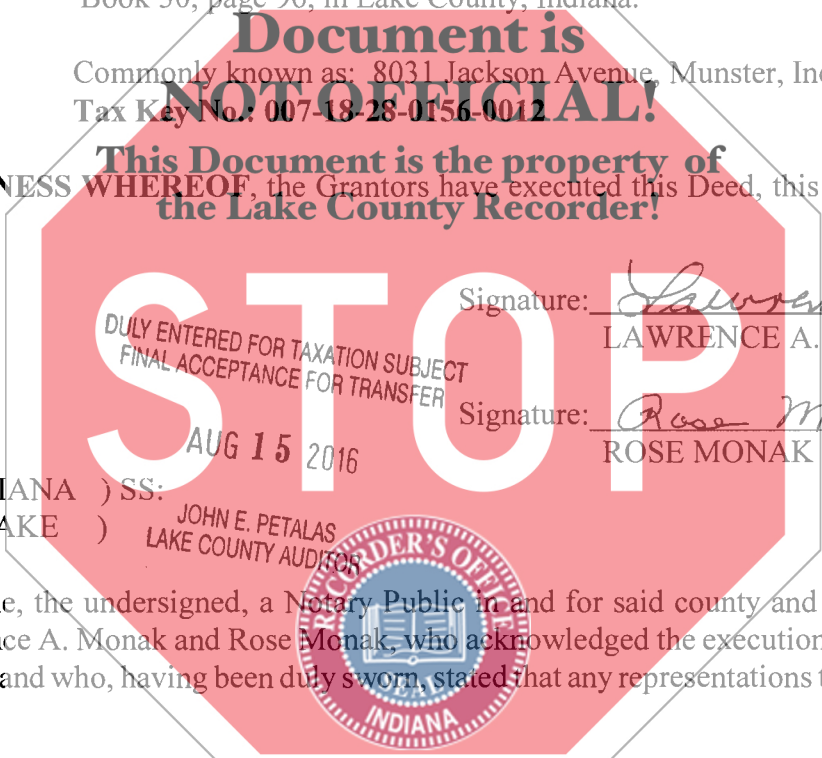 Book 50, page 90, in Lake County, Indiana.
Document is
Commonly known as: 8031 Jackson Avenue, Munster, Ind
NOT OFFICIAL!
Tax Key No.: 007-18-28-0156-0012
This Document is the property of
NESS WHEREOF, the Grantors have executed this Deed, this
the Lake County Recorder!
STOP
Signature: Lawren
LAWRENCE A.
DULY ENTERED FOR TAXATION SUBJECT
FINAL ACCEPTANCE FOR TRANSFER
Signature: Rose M
ROSE MONAK
AUG 15 2016
IANA ) SS:
AKE )
JOHN E. PETALAS
LAKE COUNTY AUDITOR
RECORDER'S OFFICE
SEAL
INDIANA
e, the undersigned, a Notary Public in and for said county and
ce A. Monak and Rose Monak, who acknowledged the execution
and who, having been duly sworn, stated that any representations t